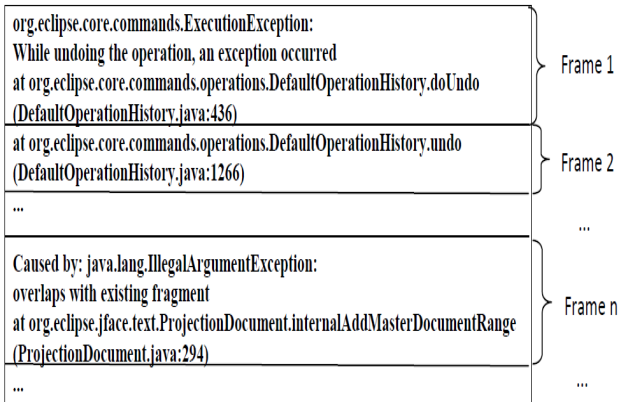 org.eclipse.core.commands.ExecutionException:
While undoing the operation, an exception occurred
at org.eclipse.core.commands.operations.DefaultOperationHistory.doUndo
(DefaultOperationHistory.java:436)
Frame 1
at org.eclipse.core.commands.operations.DefaultOperationHistory.undo
(DefaultOperationHistory.java:1266)
Frame 2
...
...
Caused by: java.lang.IllegalArgumentException:
overlaps with existing fragment
at org.eclipse.jface.text.ProjectionDocument.internalAddMasterDocumentRange
(ProjectionDocument.java:294)
Frame n
...
...